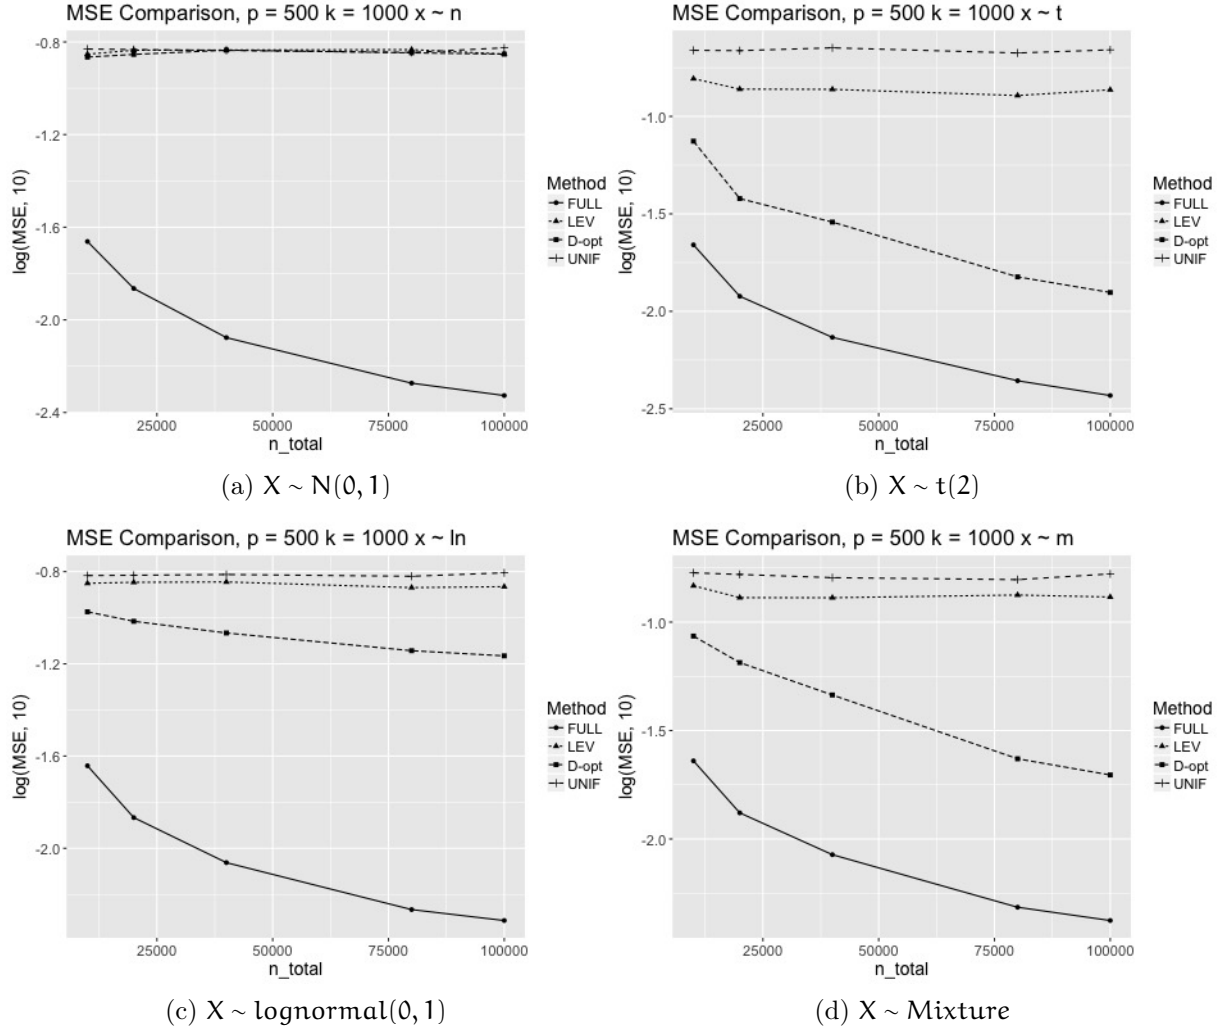 MSE Comparison, p = 500 k = 1000 x ~ n
-0.8
-1.2
-1.6
-2.0
-2.4
log(MSE, 10)
25000 50000 75000 100000
n_total
Method
FULL
LEV
D-opt
UNIF
(a) X ~ N(0, 1)
MSE Comparison, p = 500 k = 1000 x ~ t
-1.0
-1.5
-2.0
-2.5
log(MSE, 10)
25000 50000 75000 100000
n_total
Method
FULL
LEV
D-opt
UNIF
(b) X ~ t(2)
MSE Comparison, p = 500 k = 1000 x ~ ln
-0.8
-1.2
-1.6
-2.0
log(MSE, 10)
25000 50000 75000 100000
n_total
Method
FULL
LEV
D-opt
UNIF
(c) X ~ lognormal(0, 1)
MSE Comparison, p = 500 k = 1000 x ~ m
-1.0
-1.5
-2.0
log(MSE, 10)
25000 50000 75000 100000
n_total
Method
FULL
LEV
D-opt
UNIF
(d) X ~ Mixture